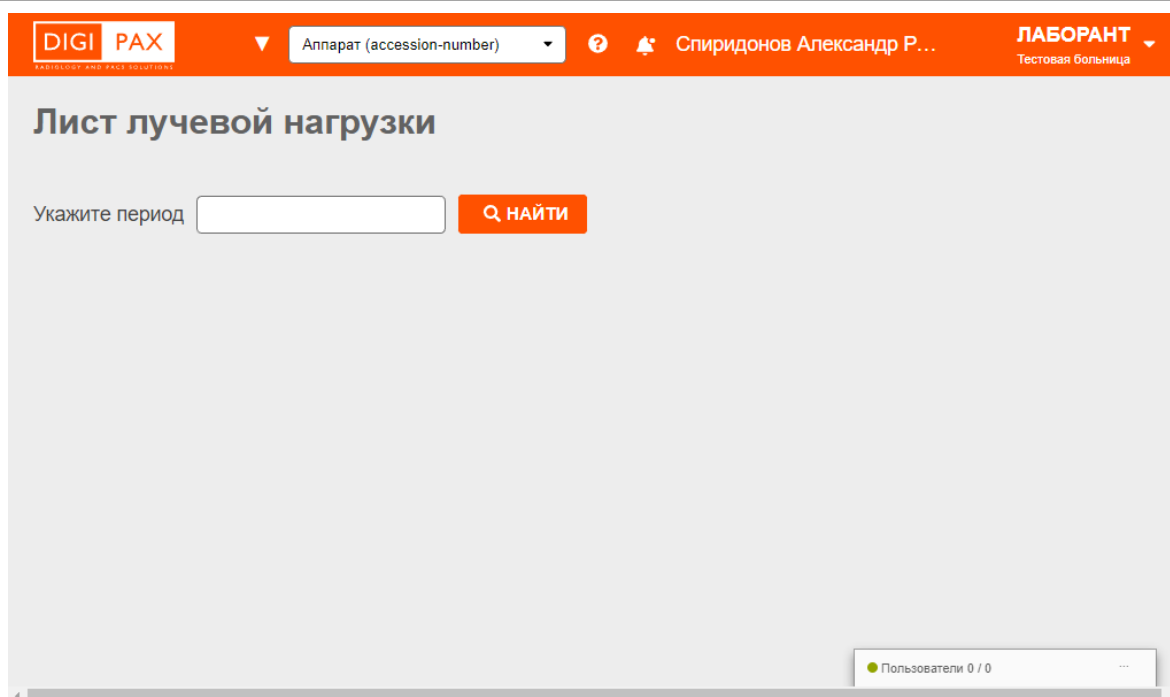 DIGI PAX
RADIOLOGY AND PACS SOLUTIONS
Аппарат (accession-number)
Спиридонов Александр Р...
ЛАБОРАНТ
Тестовая больница
Лист лучевой нагрузки
Укажите период
НАЙТИ
Пользователи 0 / 0
...